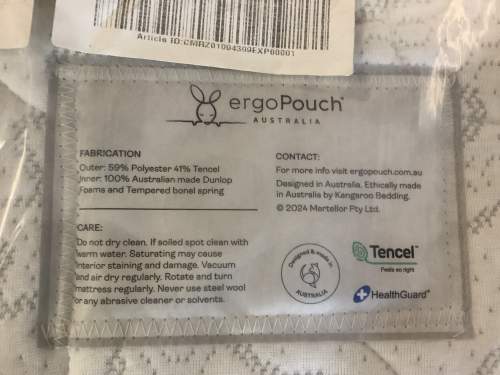 Article ID:CMRZ01094399EXP00001
ergoPouch
AUSTRALIA
FABRICATION
Outer: 59% Polyester 41% Tencel
Inner: 100% Australian made Dunlop
Foams and Tempered bonel spring
CARE:
Do not dry clean. If soiled spot clean with
warm water. Saturating may cause
interior staining and damage. Vacuum
and air dry regularly. Rotate and turn
mattress regularly. Never use steel wool
or any abrasive cleaner or solvents.
CONTACT:
For more info visit ergopouch.com.au
Designed in Australia. Ethically made
in Australia by Kangaroo Bedding.
© 2024 Martellor Pty Ltd.
Designed & made in
AUSTRALIA
Tencel™
Feels so right
HealthGuard®